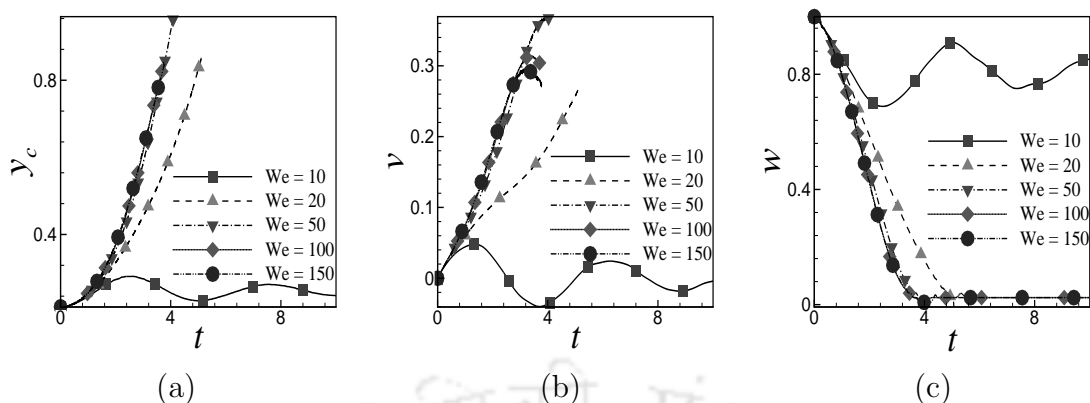 0.8
0.4
y_c
0 4 8
t
We = 10
We = 20
We = 50
We = 100
We = 150
(a)
0.3
0.2
0.1
0
v
0 4 8
t
We = 10
We = 20
We = 50
We = 100
We = 150
(b)
0.8
0.4
0
w
0 4 8
t
We = 10
We = 20
We = 50
We = 100
We = 150
(c)